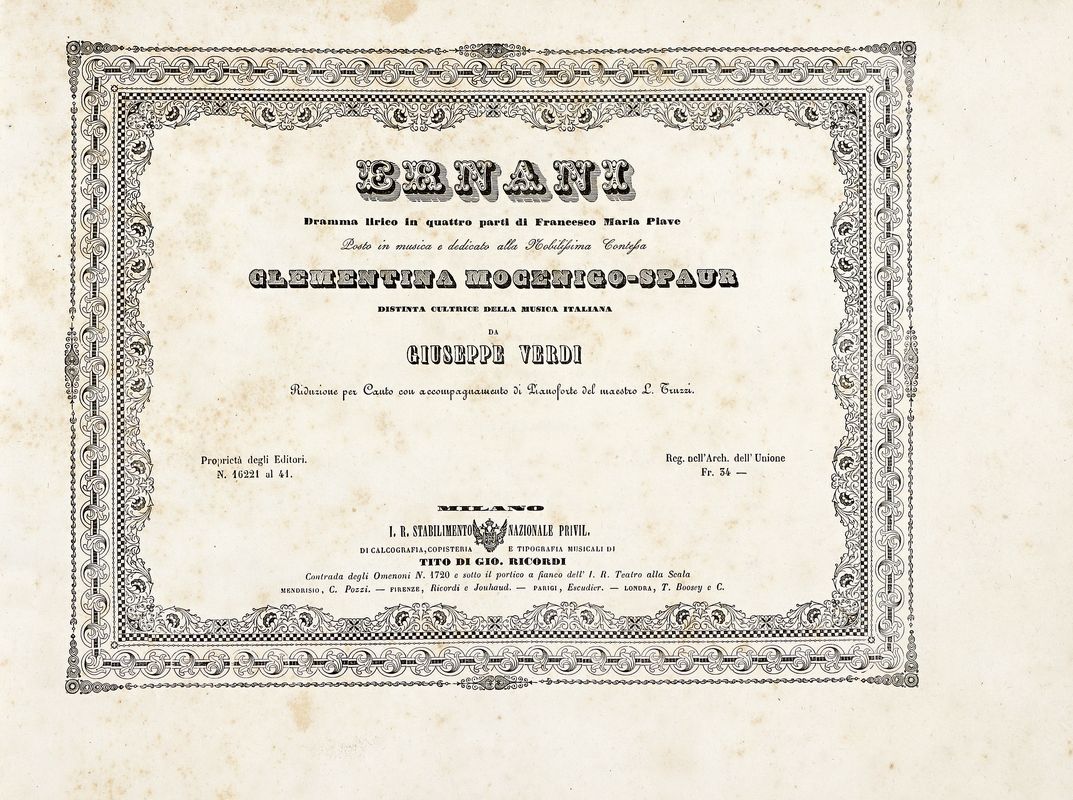 ERNANI
Dramma lirico in quattro parti di Francesco Maria Piave
Posto in musica e dedicato alla Nobilissima Contessa
CLEMENTINA MOCENIGO-SPAUR
DISTINTA CULTRICE DELLA MUSICA ITALIANA
DA
GIUSEPPE VERDI
Riduzione per Canto con accompagnamento di Pianoforte del maestro L. Truzzi.
Proprietà degli Editori.
N. 16221 al 41.
Reg. nell'Arch. dell'Unione
Fr. 34 —
MILANO
I. R. STABILIMENTO NAZIONALE PRIVIL.
DI CALCOGRAFIA, COPISTERIA E TIPOGRAFIA MUSICALI DI
TITO DI GIO. RICORDI
Contrada degli Omenoni N. 1720 e sotto il portico a fianco dell' I. R. Teatro alla Scala
MENDRISIO, C. Pozzi. — FIRENZE, Ricordi e Jouhaud. — PARIGI, Escudier. — LONDRA, T. Boosey e C.